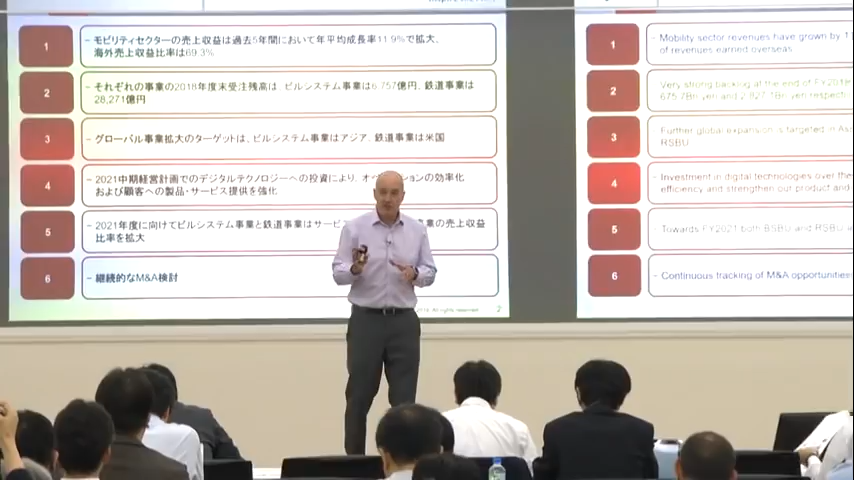 1
- モビリティセクターの売上収益は過去5年間において年平均成長率11.9%で拡大、
海外売上収益比率は69.3%
2
- それぞれの事業の2018年度末受注残高は、ビルシステム事業は6,757億円、鉄道事業は
28,271億円
3
- グローバル事業拡大のターゲットは、ビルシステム事業はアジア、鉄道事業は米国
4
- 2021中期経営計画でのデジタルテクノロジーへの投資により、オペ ションの効率化
および顧客への製品・サービス提供を強化
5
- 2021年度に向けてビルシステム事業と鉄道事業はサービ 事業の売上収益
比率を拡大
6
- 継続的なM&A検討
All rights reserved.
2
1
- Mobility sector revenues have grown by
of revenues earned overseas
2
Very strong backlog at the end of FY2018
3
Further global expansion is targeted in
RSBU
4
- Investment in digital technologies over the
efficiency and strengthen our product and
5
- Towards FY2021 both BSBU and RSBU
6
- Continuous tracking of M&A opportunities